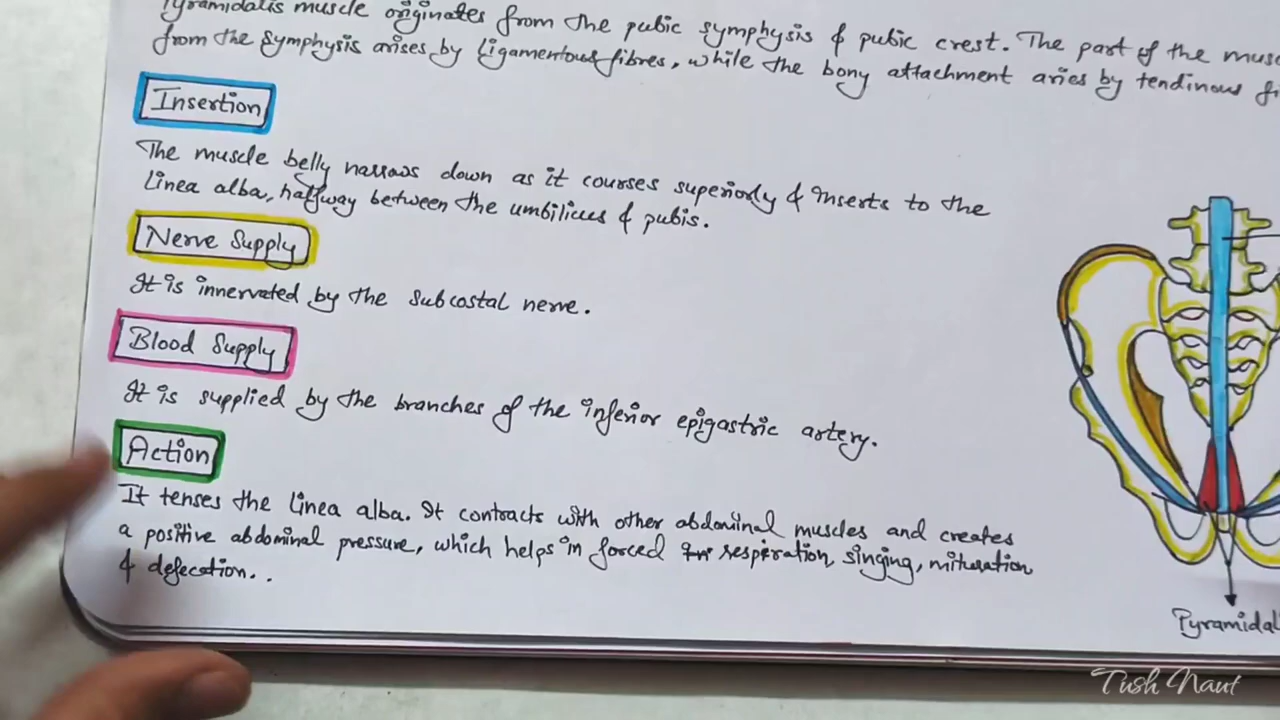 Pyramidalis muscle originates from the pubic symphysis & pubic crest. The part of the
from the symphysis arises by ligamentous fibres, while the bony attachment aries by tendinous
Insertion
The muscle belly narrows down as it courses superiorly & inserts to the
linea alba, halfway between the umbilicus & pubis.
Nerve Supply
It is innervated by the subcostal nerve.
Blood Supply
It is supplied by the branches of the inferior epigastric artery.
Action
It tenses the linea alba. It contracts with other abdominal muscles and creates
a positive abdominal pressure, which helps in forced respiration, singing, mituration
& defecation..
Pyramidal
Tush Naut